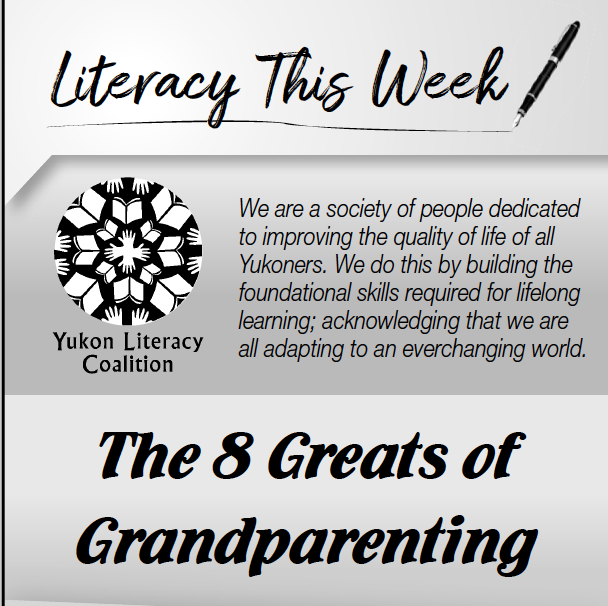 Literacy This Week
We are a society of people dedicated
to improving the quality of life of all
Yukoners. We do this by building the
foundational skills required for lifelong
learning; acknowledging that we are
all adapting to an everchanging world.
Yukon Literacy
Coalition
The 8 Greats of
Grandparenting